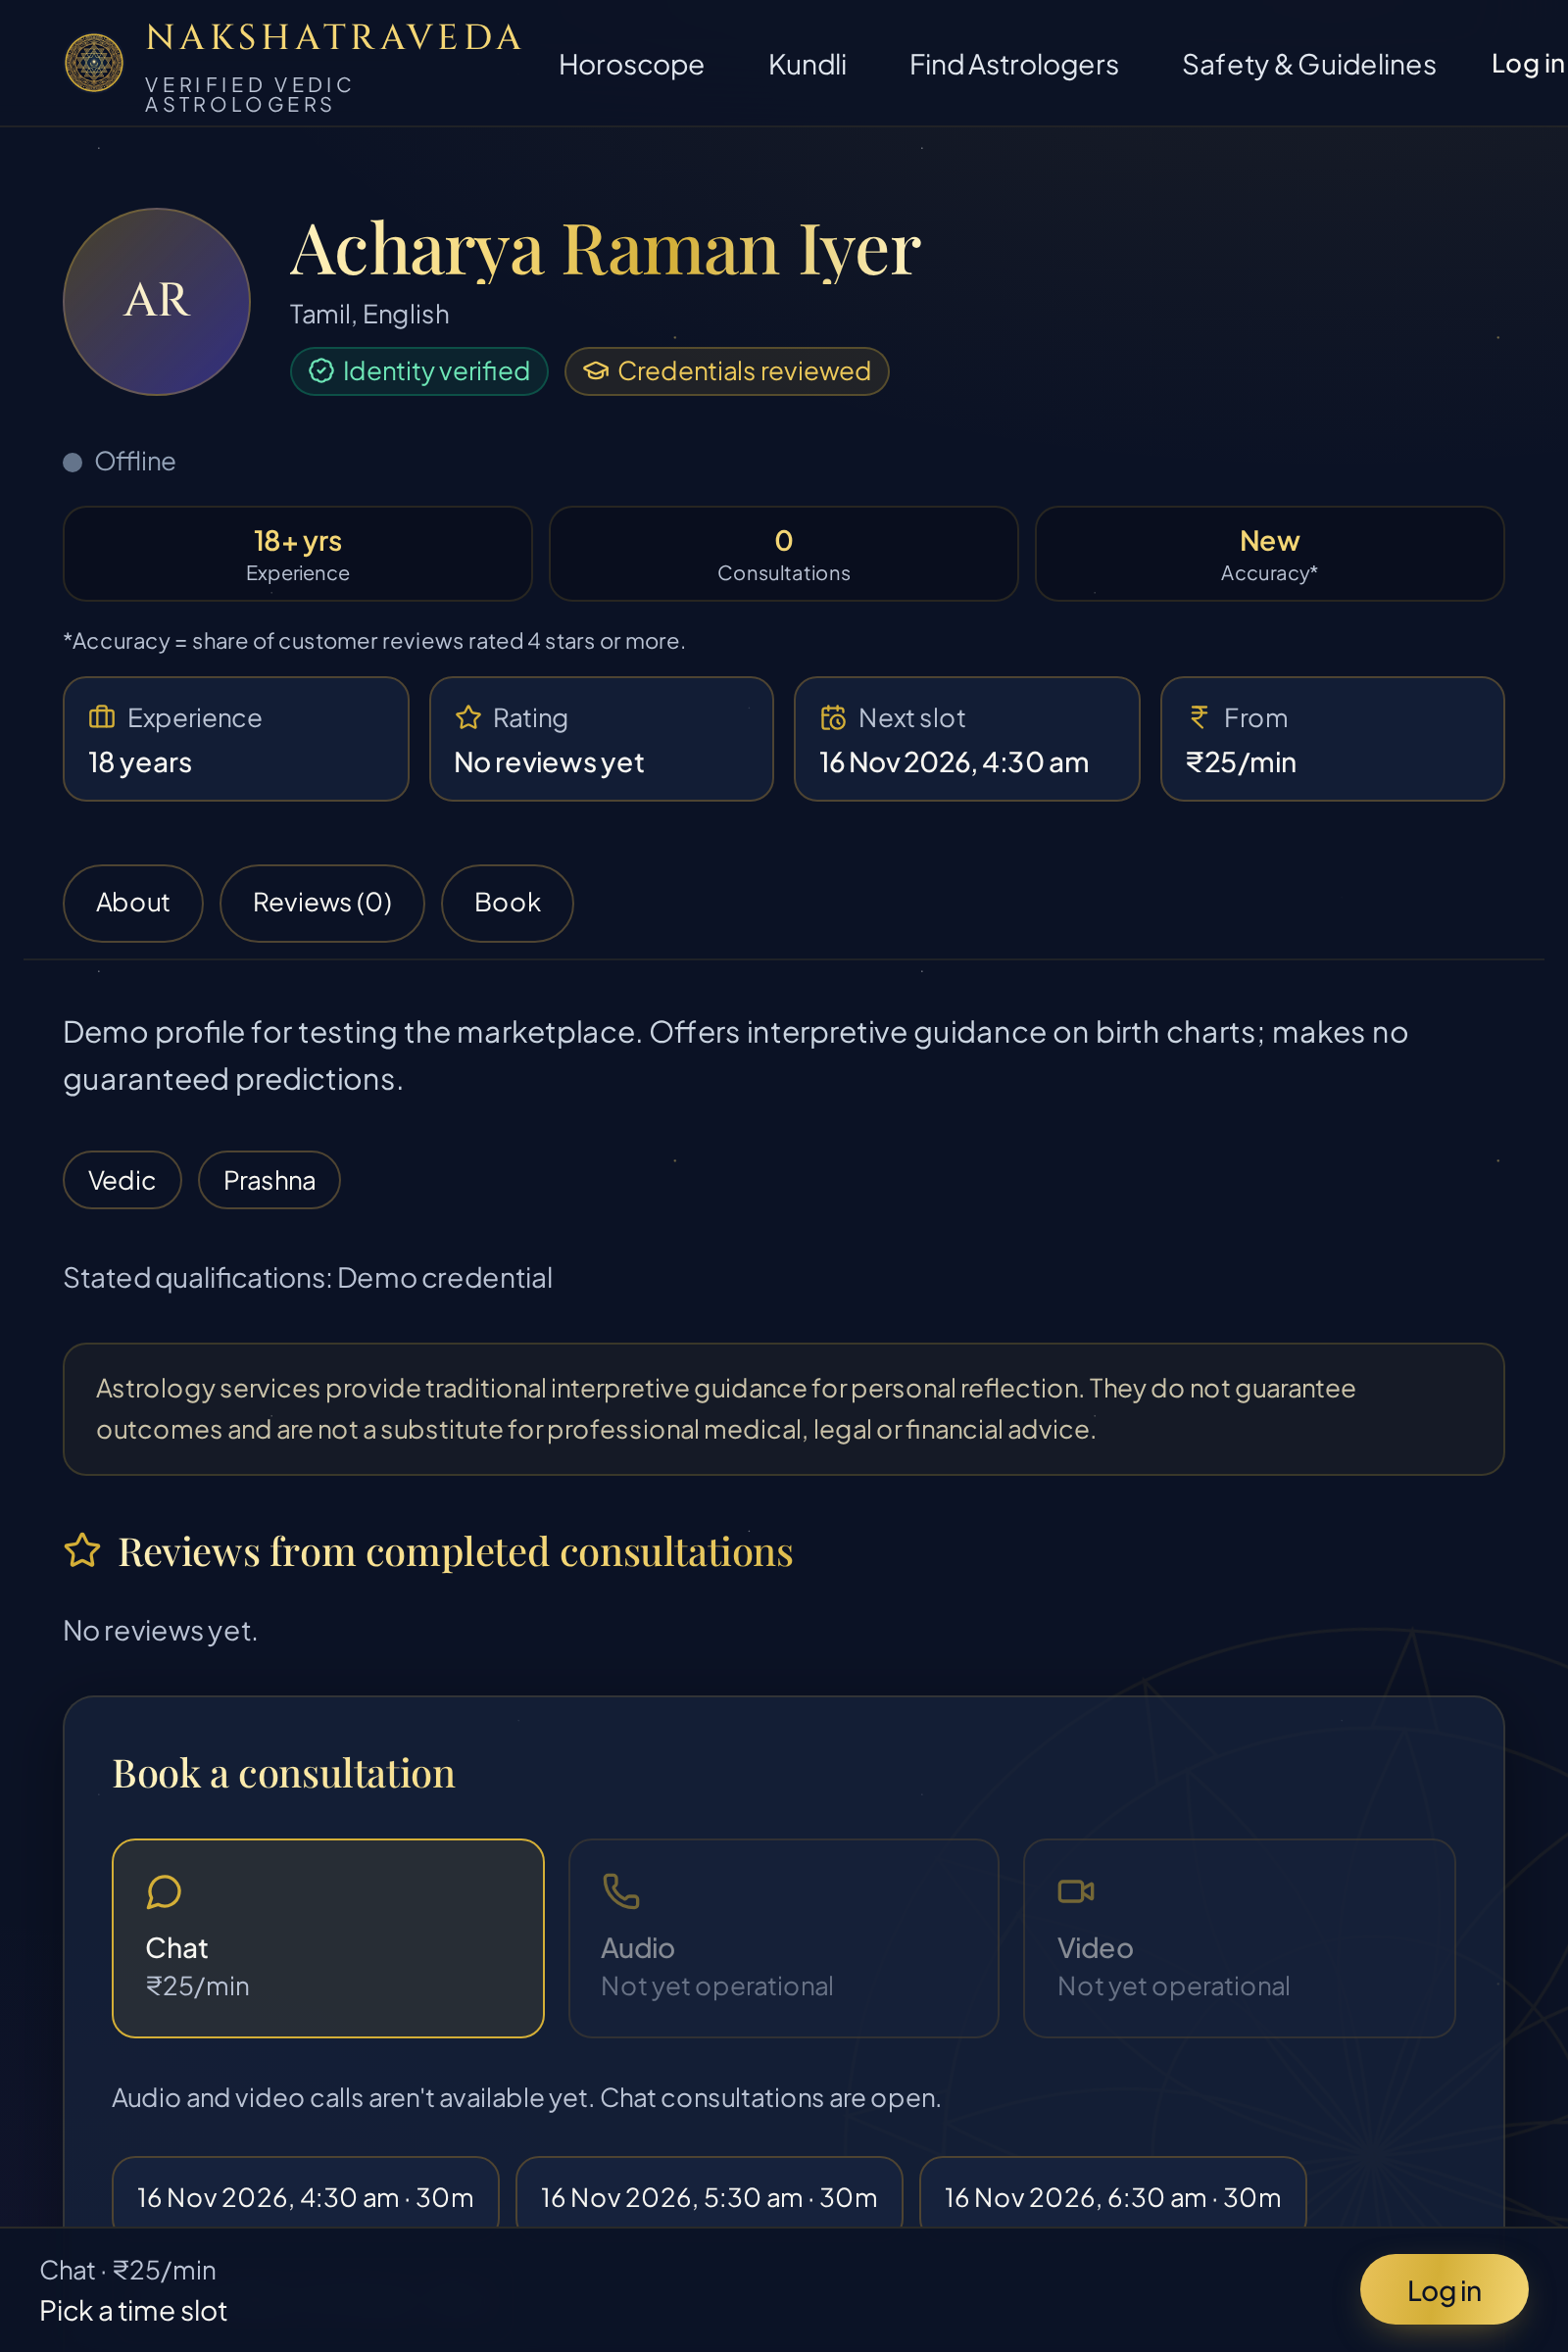 NAKSHATRAVEDA
VERIFIED VEDIC
ASTROLOGERS
Horoscope
Kundli
Find Astrologers
Safety & Guidelines
Log in
AR
Acharya Raman Iyer
Tamil, English
Identity verified
Credentials reviewed
Offline
18+ yrs
Experience
0
Consultations
New
Accuracy*
*Accuracy = share of customer reviews rated 4 stars or more.
Experience
18 years
Rating
No reviews yet
Next slot
16 Nov 2026, 4:30 am
From
₹25/min
About
Reviews (0)
Book
Demo profile for testing the marketplace. Offers interpretive guidance on birth charts; makes no
guaranteed predictions.
Vedic
Prashna
Stated qualifications: Demo credential
Astrology services provide traditional interpretive guidance for personal reflection. They do not guarantee
outcomes and are not a substitute for professional medical, legal or financial advice.
Reviews from completed consultations
No reviews yet.
Book a consultation
Chat
₹25/min
Audio
Not yet operational
Video
Not yet operational
Audio and video calls aren't available yet. Chat consultations are open.
16 Nov 2026, 4:30 am · 30m
16 Nov 2026, 5:30 am · 30m
16 Nov 2026, 6:30 am · 30m
Chat · ₹25/min
Pick a time slot
Log in